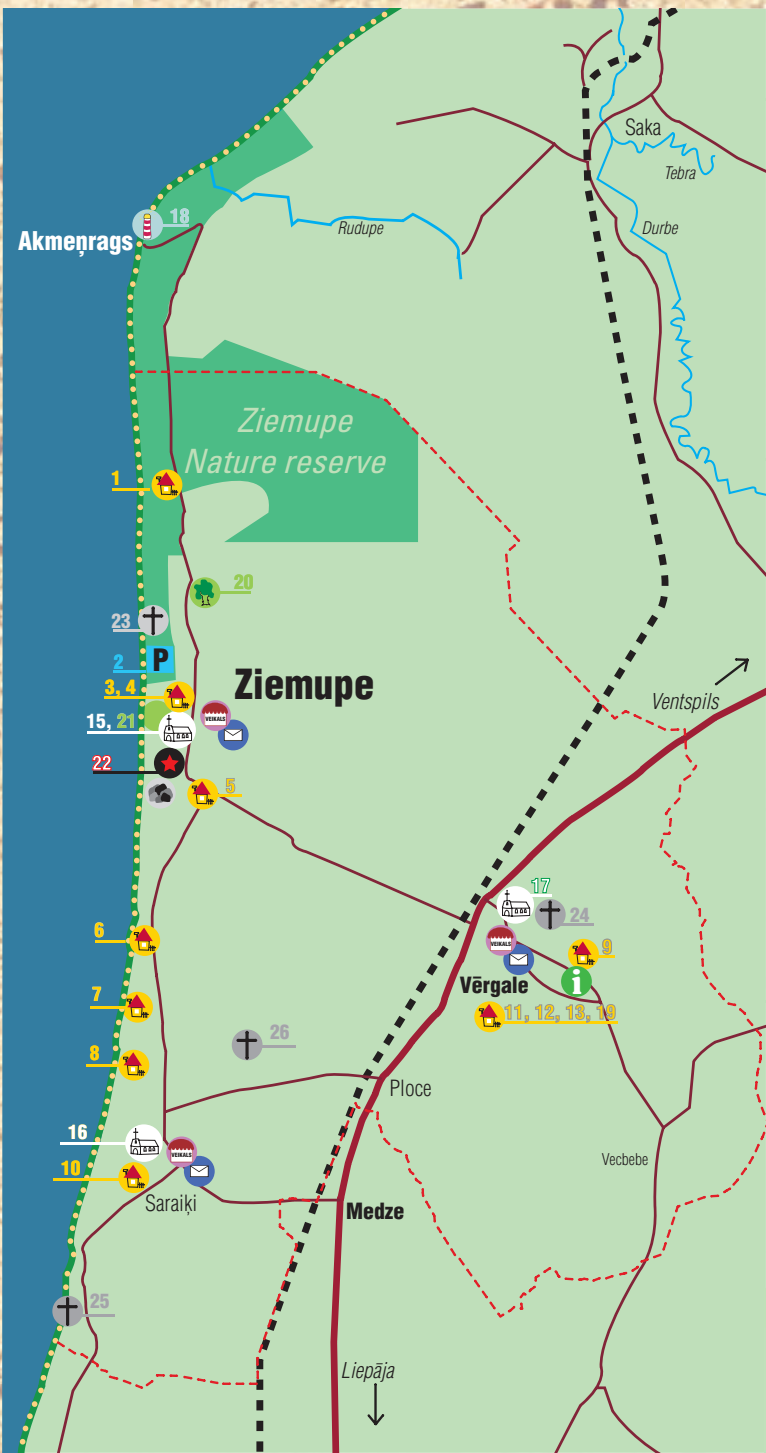 Saka
Tebra
18
Rudupe
Durbe
Akmeņrags
Ziemupe
Nature reserve
1
20
23
2 P
3, 4
Ziemupe
Ventspils
15, 21
VEIKALS
22
5
17
24
6
VEIKALS
9
Vērgale
i
7
11, 12, 13, 19
26
8
Ploce
16
VEIKALS
Vecbebe
10
Saraiķi
Medze
25
Liepāja